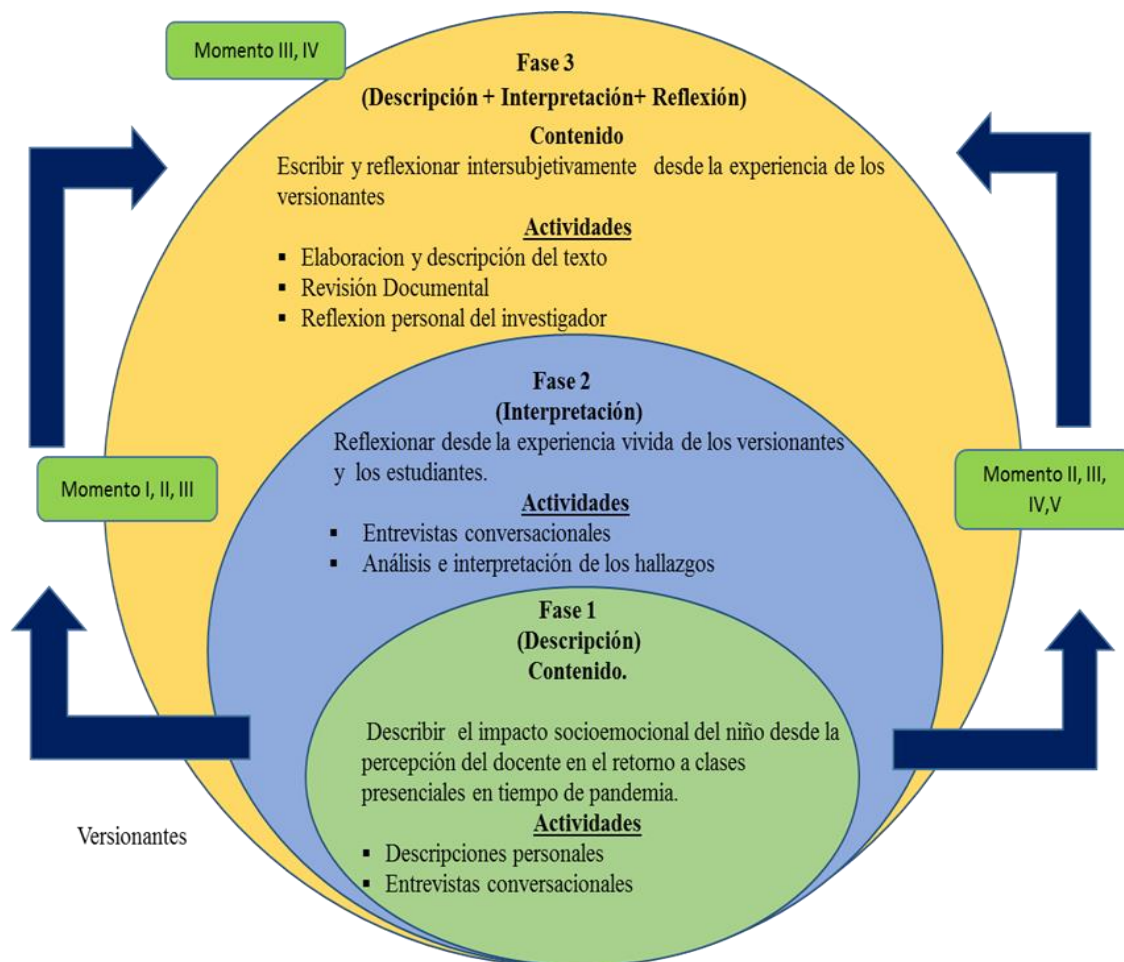 Momento III, IV
Fase 3
(Descripción + Interpretación+ Reflexión)
Contenido
Escribir y reflexionar intersubjetivamente desde la experiencia de los
versionantes
Actividades
▪ Elaboracion y descripción del texto
▪ Revisión Documental
▪ Reflexion personal del investigador
Fase 2
(Interpretación)
Reflexionar desde la experiencia vivida de los versionantes
y los estudiantes.
Actividades
▪ Entrevistas conversacionales
▪ Análisis e interpretación de los hallazgos
Momento I, II, III
Momento II, III,
IV,V
Fase 1
(Descripción)
Contenido.
Describir el impacto socioemocional del niño desde la
percepción del docente en el retorno a clases
presenciales en tiempo de pandemia.
Actividades
▪ Descripciones personales
▪ Entrevistas conversacionales
Versionantes